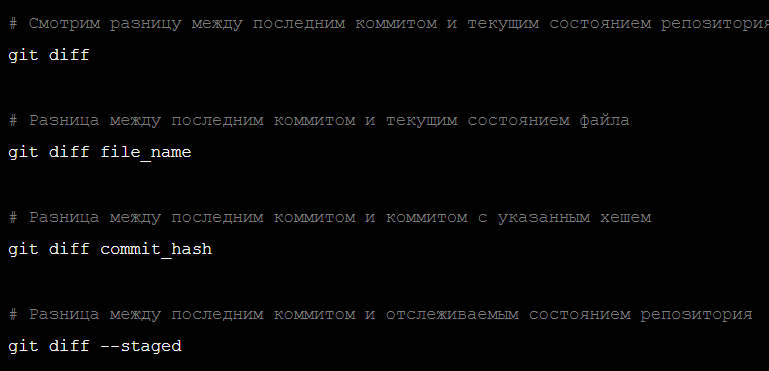 # Смотрим разницу между последним коммитом и текущим состоянием репозитория
git diff
# Разница между последним коммитом и текущим состоянием файла
git diff file_name
# Разница между последним коммитом и коммитом с указанным хешем
git diff commit_hash
# Разница между последним коммитом и отслеживаемым состоянием репозитория
git diff --staged